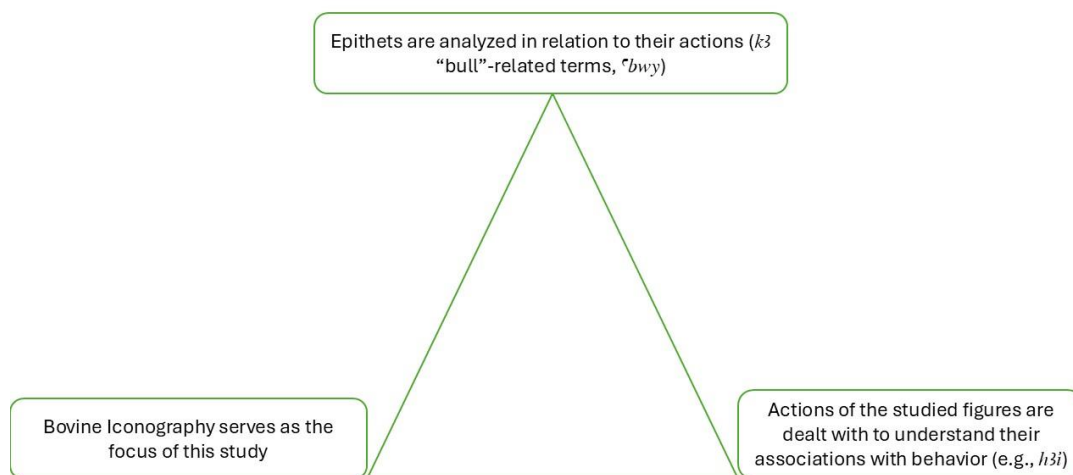 Epithets are analyzed in relation to their actions (kꜣ
“bull”-related terms, ꜥbwy)
Bovine Iconography serves as the
focus of this study
Actions of the studied figures are
dealt with to understand their
associations with behavior (e.g., hꜣi)